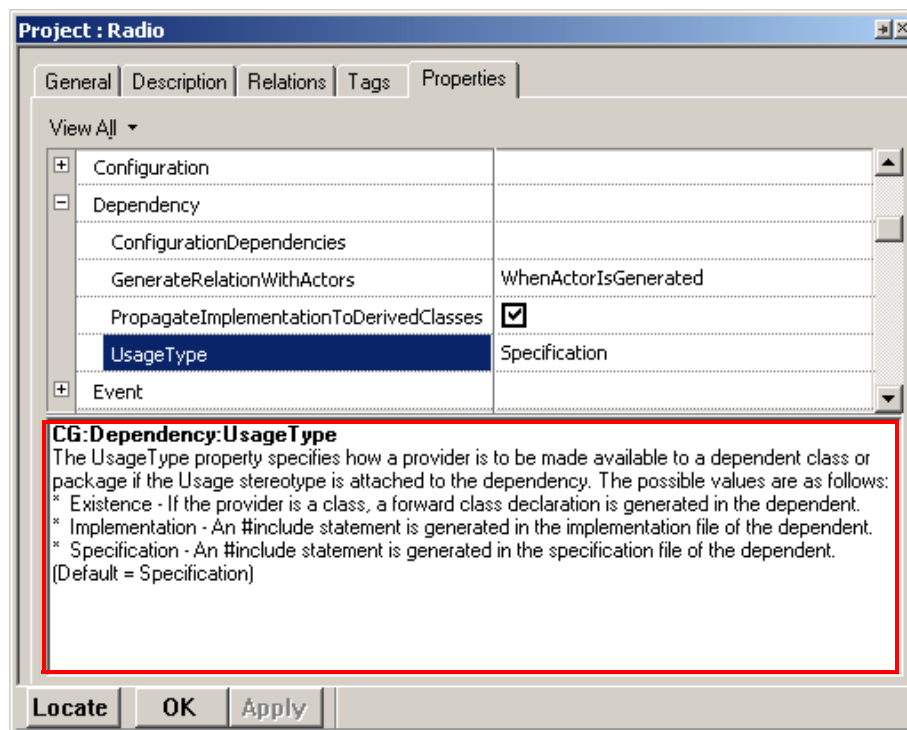 Project : Radio
General Description Relations Tags Properties
View All
Configuration
Dependency
ConfigurationDependencies
GenerateRelationWithActors WhenActorIsGenerated
PropagateImplementationToDerivedClasses
UsageType Specification
Event
CG:Dependency:UsageType
The UsageType property specifies how a provider is to be made available to a dependent class or
package if the Usage stereotype is attached to the dependency. The possible values are as follows:
* Existence - If the provider is a class, a forward class declaration is generated in the dependent.
* Implementation - An #include statement is generated in the implementation file of the dependent.
* Specification - An #include statement is generated in the specification file of the dependent.
(Default = Specification)
Locate OK Apply